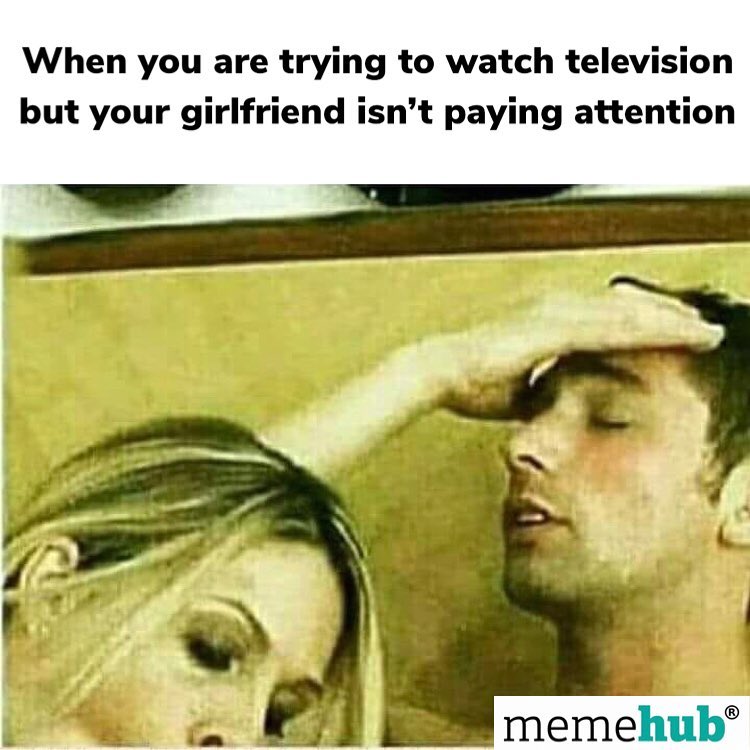 When you are trying to watch television
but your girlfriend isn’t paying attention
memehub®